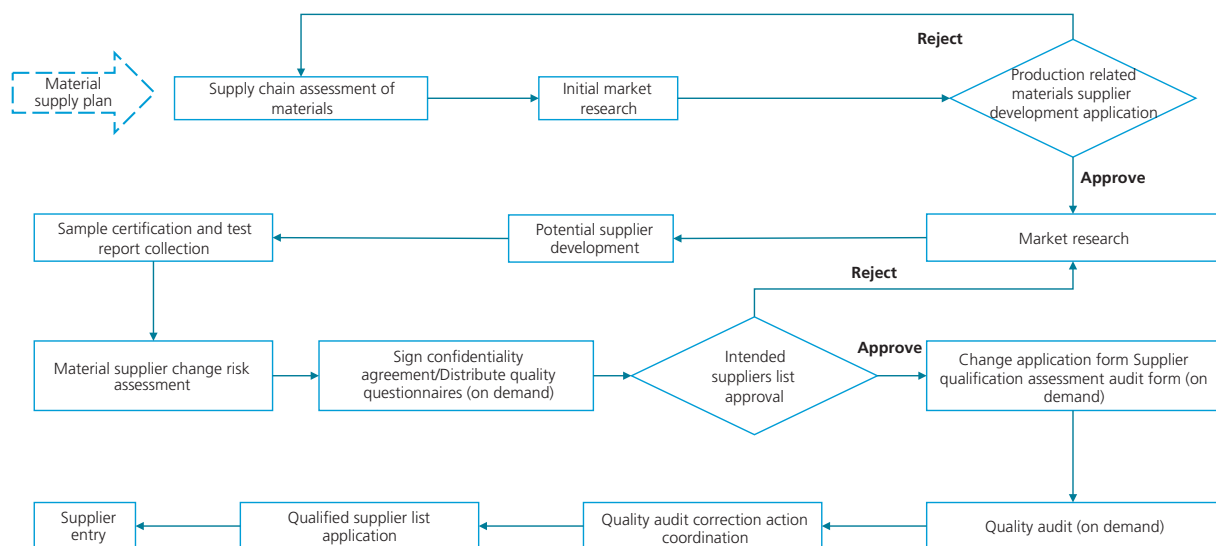 Reject
Material
supply plan
Supply chain assessment of
materials
Initial market
research
Production related
materials supplier
development application
Approve
Sample certification and test
report collection
Potential supplier
development
Market research
Reject
Material supplier change risk
assessment
Sign confidentiality
agreement/Distribute quality
questionnaires (on demand)
Intended
suppliers list
approval
Approve
Change application form Supplier
qualification assessment audit form (on
demand)
Supplier
entry
Qualified supplier list
application
Quality audit correction action
coordination
Quality audit (on demand)